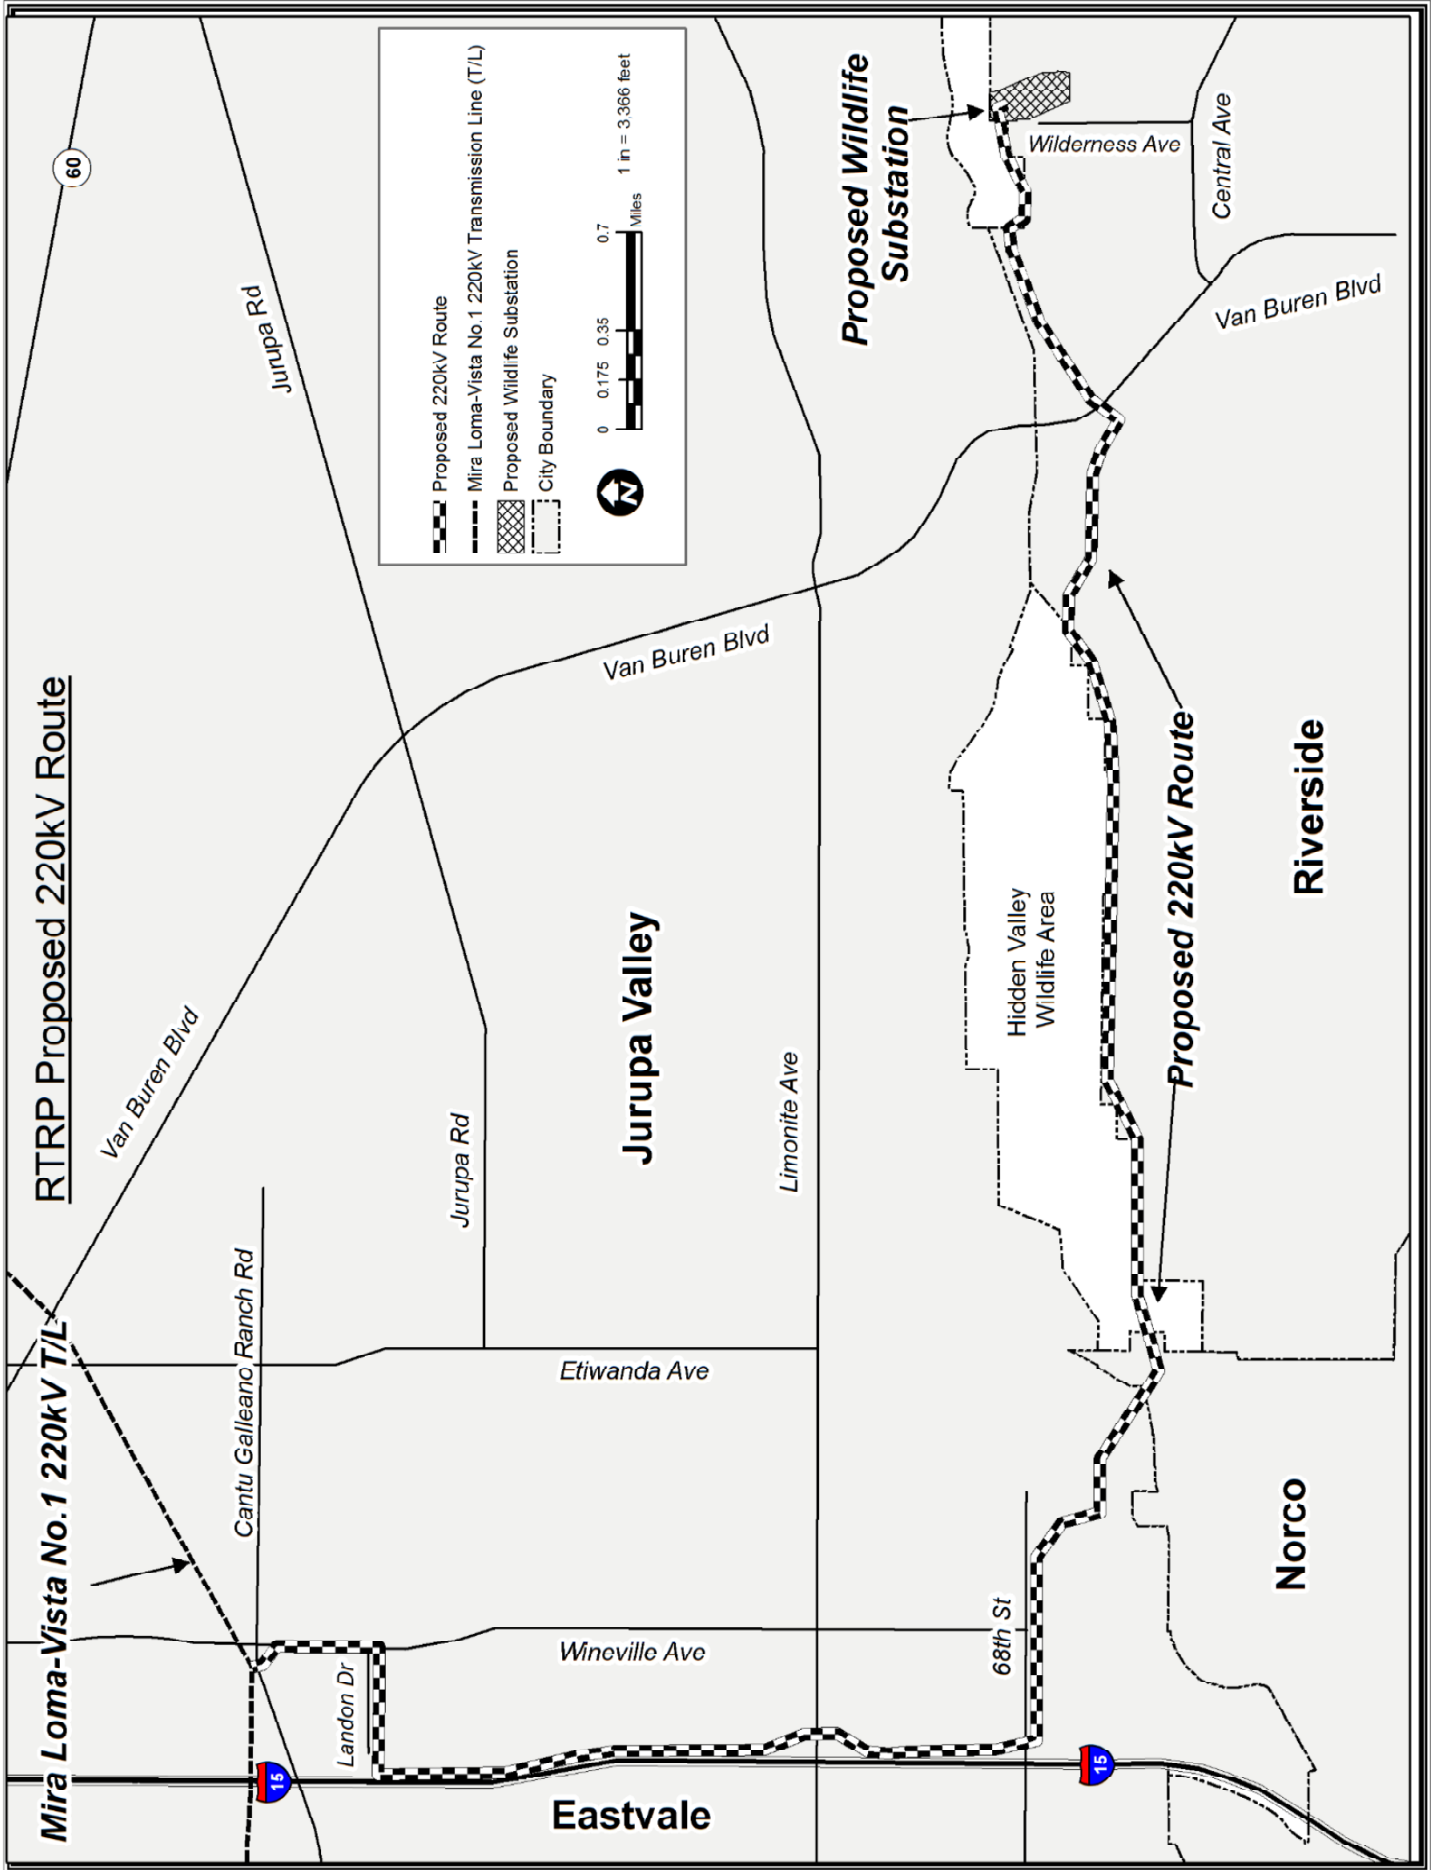 RTRP Proposed 220kV Route
Mira Loma-Vista No.1 220kV T/L
Van Buren Blvd
60
Jurupa Rd
Cantu Galleano Ranch Rd
15
Landon Dr
Jurupa Rd
Proposed 220kV Route
Mira Loma-Vista No.1 220kV Transmission Line (T/L)
Proposed Wildlife Substation
City Boundary
N
0 0.175 0.35 0.7
Miles
1 in = 3,366 feet
Eastvale
Wineville Ave
Etiwanda Ave
Jurupa Valley
Van Buren Blvd
Limonite Ave
Proposed Wildlife
Substation
68th St
Hidden Valley
Wildlife Area
Wilderness Ave
15
Proposed 220kV Route
Central Ave
Van Buren Blvd
Norco
Riverside